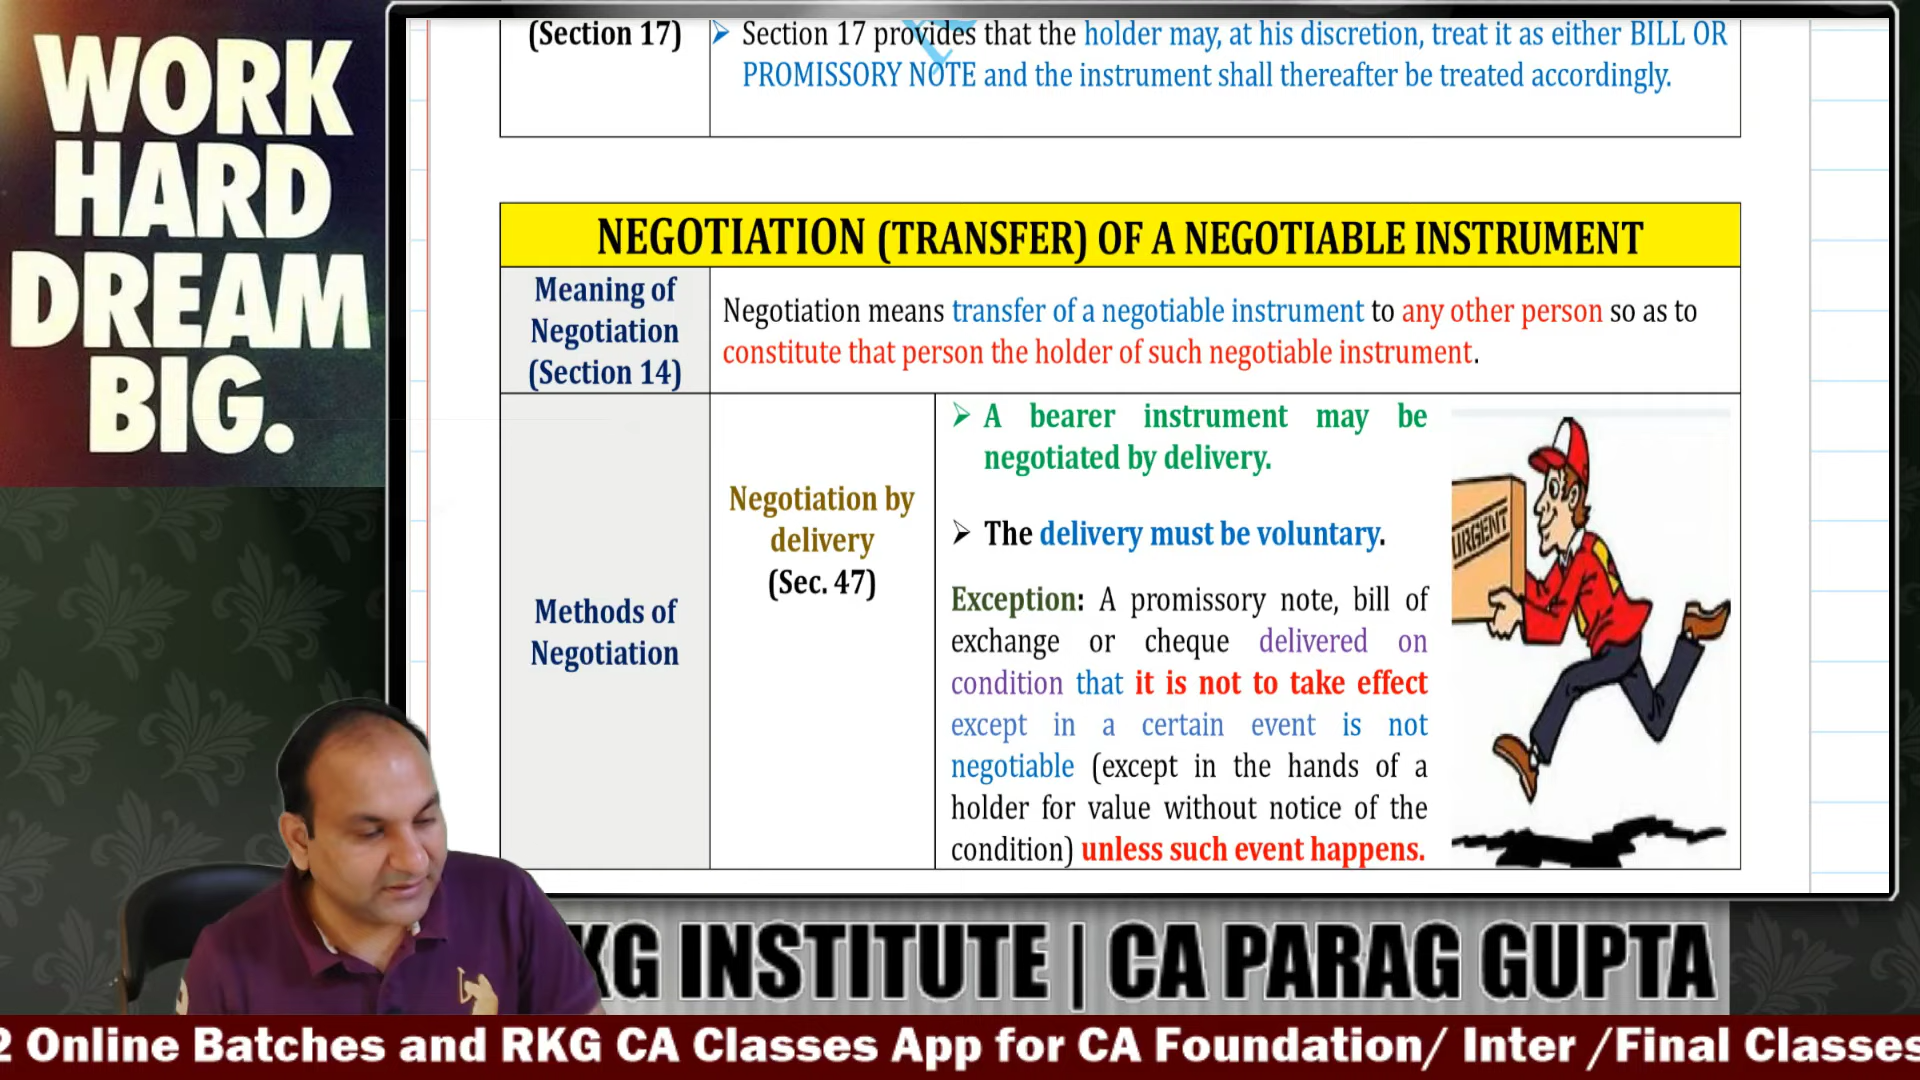 WORK
HARD
DREAM
BIG.
(Section 17)
➢ Section 17 provides that the holder may, at his discretion, treat it as either BILL OR
PROMISSORY NOTE and the instrument shall thereafter be treated accordingly.
NEGOTIATION (TRANSFER) OF A NEGOTIABLE INSTRUMENT
Meaning of
Negotiation
(Section 14)
Negotiation means transfer of a negotiable instrument to any other person so as to
constitute that person the holder of such negotiable instrument.
Methods of
Negotiation
Negotiation by
delivery
(Sec. 47)
➢ A bearer instrument may be
negotiated by delivery.
➢ The delivery must be voluntary.
Exception: A promissory note, bill of
exchange or cheque delivered on
condition that it is not to take effect
except in a certain event is not
negotiable (except in the hands of a
holder for value without notice of the
condition) unless such event happens.
URGENT
KG INSTITUTE | CA PARAG GUPTA
2 Online Batches and RKG CA Classes App for CA Foundation/ Inter /Final Classes